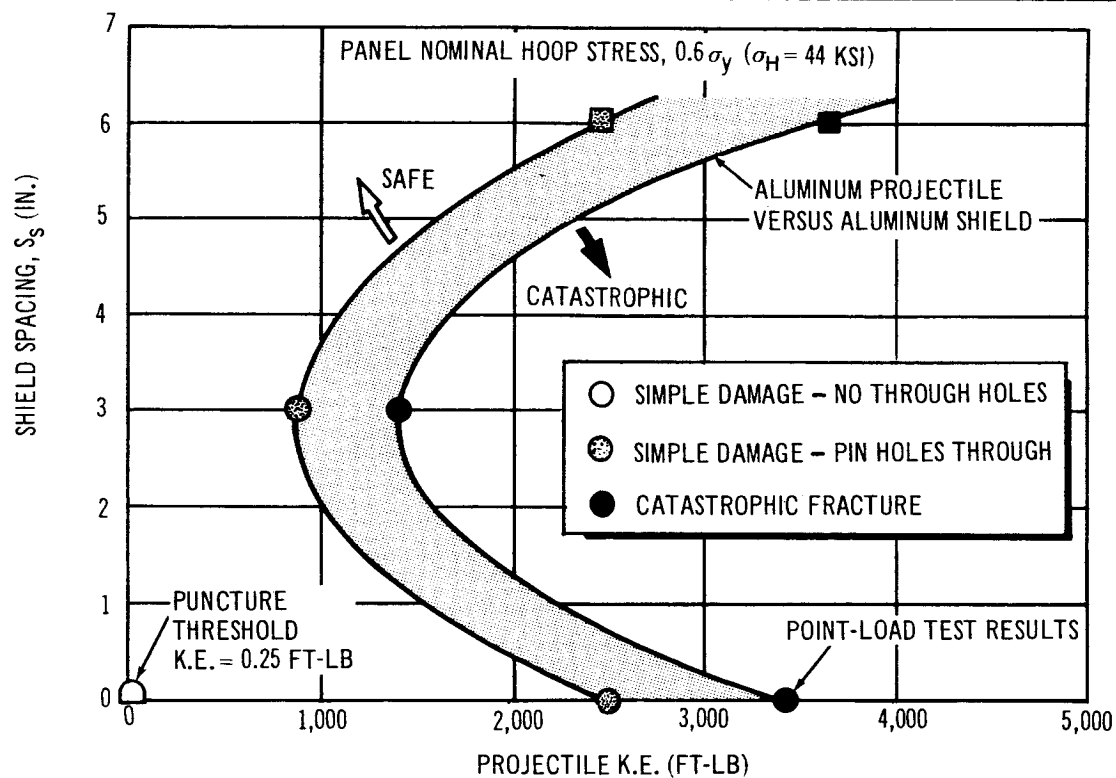 PANEL NOMINAL HOOP STRESS, 0.6 σy (σH = 44 KSI)
7
6
5
4
3
2
1
0
SHIELD SPACING, Ss (IN.)
SAFE
CATASTROPHIC
ALUMINUM PROJECTILE
VERSUS ALUMINUM SHIELD
SIMPLE DAMAGE – NO THROUGH HOLES
SIMPLE DAMAGE – PIN HOLES THROUGH
CATASTROPHIC FRACTURE
PUNCTURE
THRESHOLD
K.E. = 0.25 FT-LB
POINT-LOAD TEST RESULTS
0
1,000
2,000
3,000
4,000
5,000
PROJECTILE K.E. (FT-LB)